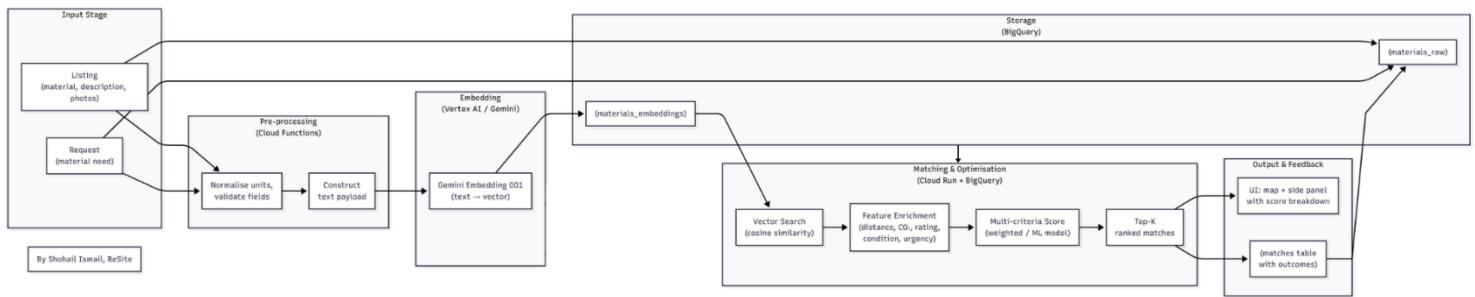 Input Stage
Listing
(material, description,
photos)
Request
(material need)
By Shohail Ismail, ReSite
Pre-processing
(Cloud Functions)
Normalise units,
validate fields
Construct
text payload
Embedding
(Vertex AI / Gemini)
Gemini Embedding 001
(text → vector)
Storage
(BigQuery)
(materials_embeddings)
(materials_raw)
Matching & Optimisation
(Cloud Run + BigQuery)
Vector Search
(cosine similarity)
Feature Enrichment
(distance, CO₂, rating,
condition, urgency)
Multi-criteria Score
(weighted / ML model)
Top-K
ranked matches
Output & Feedback
UI: map + side panel
with score breakdown
(matches table
with outcomes)